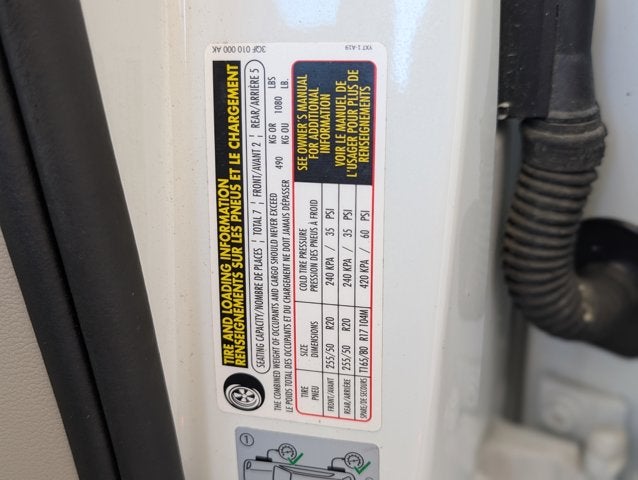 3QF 010 000 AK
YXT 1-A19
TIRE AND LOADING INFORMATION
RENSEIGNEMENTS SUR LES PNEUS ET LE CHARGEMENT
SEATING CAPACITY/NOMBRE DE PLACES | TOTAL 7 | FRONT/AVANT 2 | REAR/ARRIÈRE 5
THE COMBINED WEIGHT OF OCCUPANTS AND CARGO SHOULD NEVER EXCEED 490 KG OR 1080 LBS
LE POIDS TOTAL DES OCCUPANTS ET DU CHARGEMENT NE DOIT JAMAIS DÉPASSER KG OU LB.
TIRE SIZE COLD TIRE PRESSURE
PNEU DIMENSIONS PRESSION DES PNEUS À FROID
FRONT/AVANT 255/50 R20 240 KPA / 35 PSI
REAR/ARRIÈRE 255/50 R20 240 KPA / 35 PSI
SPARE/DE SECOURS T165/80 R17 104M 420 KPA / 60 PSI
SEE OWNER'S MANUAL
FOR ADDITIONAL
INFORMATION
VOIR LE MANUEL DE
L'USAGER POUR PLUS DE
RENSEIGNEMENTS
1